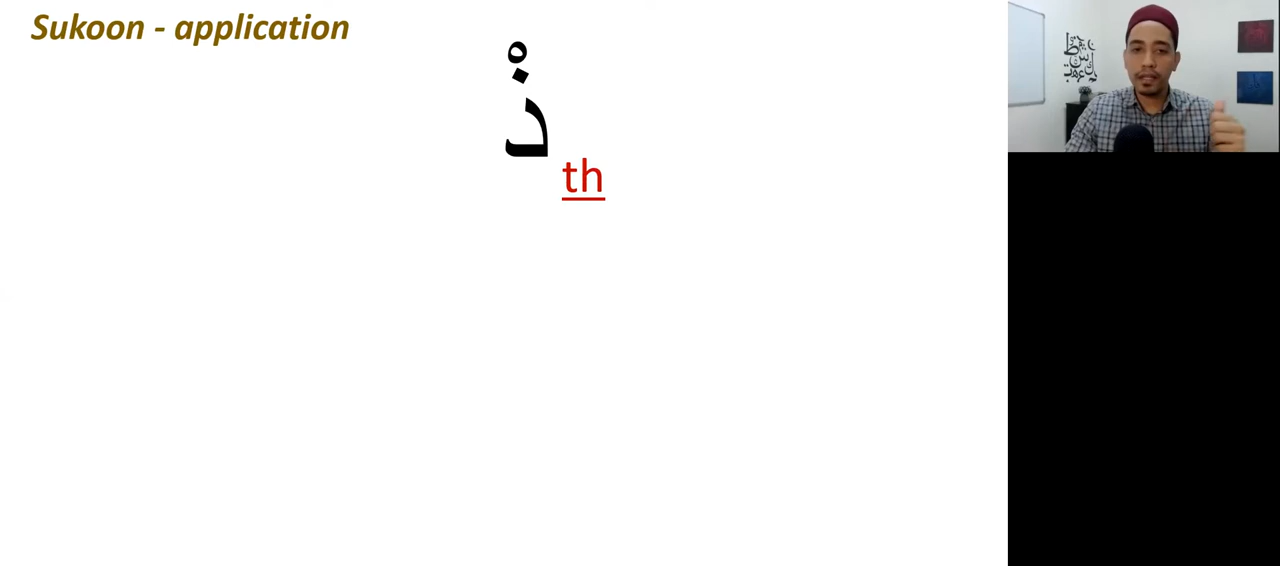 Sukoon - application
ذْ
th